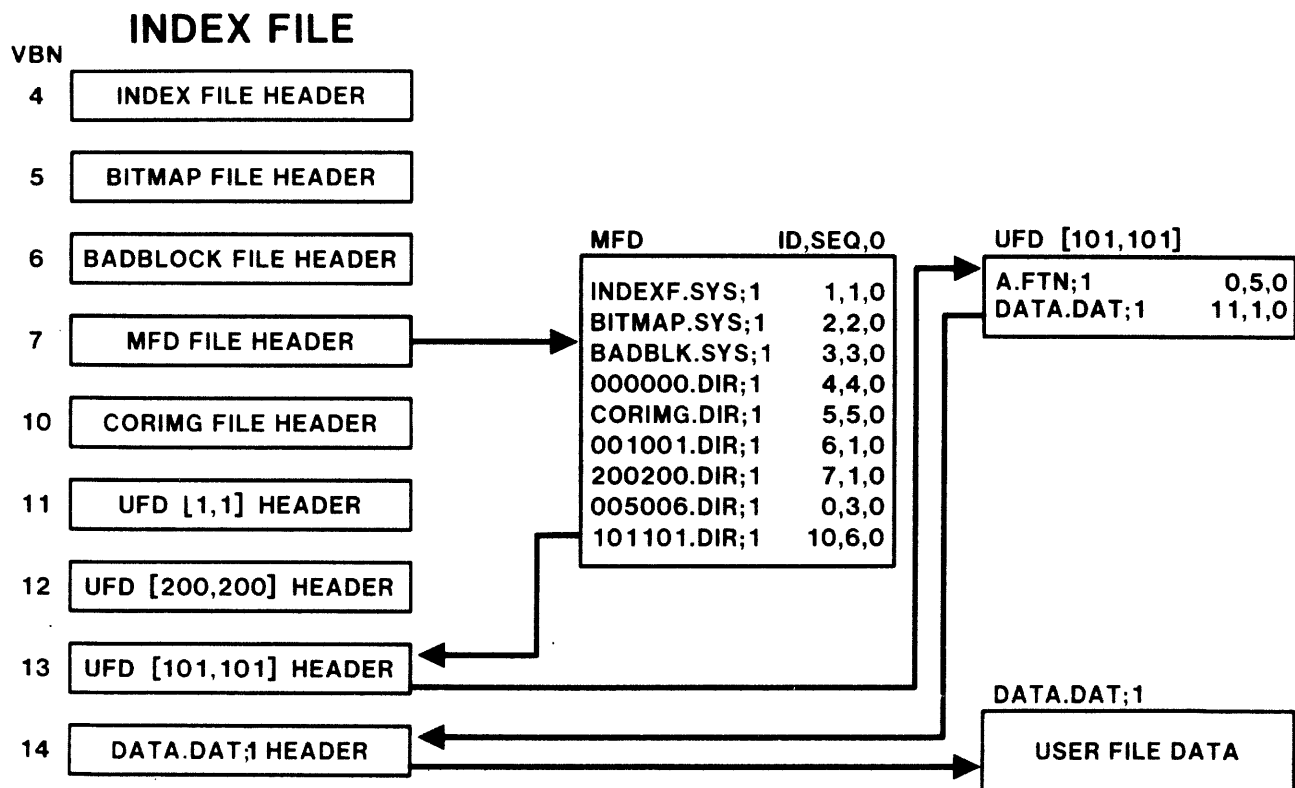 INDEX FILE
VBN
4 INDEX FILE HEADER
5 BITMAP FILE HEADER
6 BADBLOCK FILE HEADER
7 MFD FILE HEADER
10 CORIMG FILE HEADER
11 UFD [1,1] HEADER
12 UFD [200,200] HEADER
13 UFD [101,101] HEADER
14 DATA.DAT;1 HEADER
MFD ID,SEQ,0
INDEXF.SYS;1 1,1,0
BITMAP.SYS;1 2,2,0
BADBLK.SYS;1 3,3,0
000000.DIR;1 4,4,0
CORIMG.DIR;1 5,5,0
001001.DIR;1 6,1,0
200200.DIR;1 7,1,0
005006.DIR;1 0,3,0
101101.DIR;1 10,6,0
UFD [101,101]
A.FTN;1 0,5,0
DATA.DAT;1 11,1,0
DATA.DAT;1
USER FILE DATA